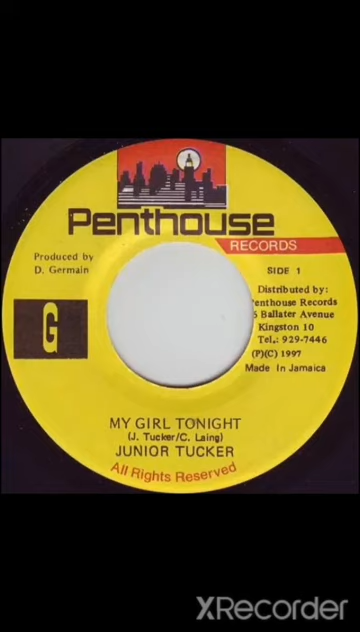 Penthouse
RECORDS
Produced by
D. Germain
SIDE 1
G
Distributed by:
Penthouse Records
Ballater Avenue
Kingston 10
Tel,: 929-7446
(P)(C) 1997
Made In Jamaica
MY GIRL TONIGHT
(J. Tucker/C. Laing)
JUNIOR TUCKER
All Rights Reserved
XRecorder